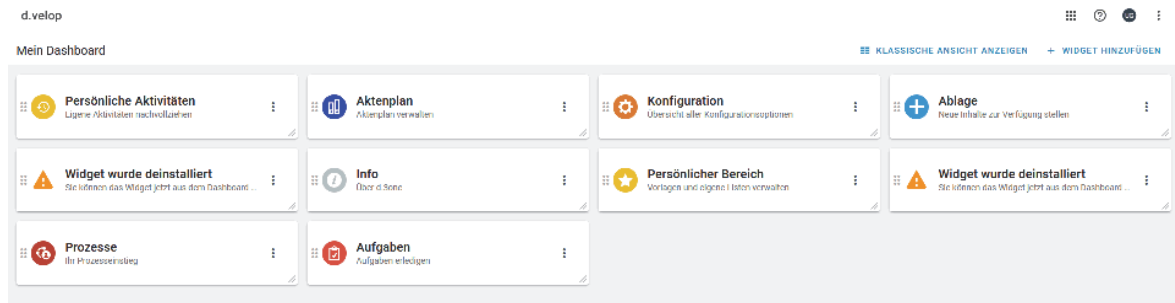 d.velop
Mein Dashboard
KLASSISCHE ANSICHT ANZEIGEN
+ WIDGET HINZUFÜGEN
Persönliche Aktivitäten
Eigene Aktivitäten nachvollziehen
Aktenplan
Aktenplan verwalten
Konfiguration
Übersicht aller Konfigurationsoptionen
Ablage
Neue Inhalte zur Verfügung stellen
Widget wurde deinstalliert
Sie können das Widget jetzt aus dem Dashboard ...
Info
Über d.3one
Persönlicher Bereich
Vorlagen und eigene Listen verwalten
Widget wurde deinstalliert
Sie können das Widget jetzt aus dem Dashboard ...
Prozesse
Ihr Prozesseinstieg
Aufgaben
Aufgaben erledigen